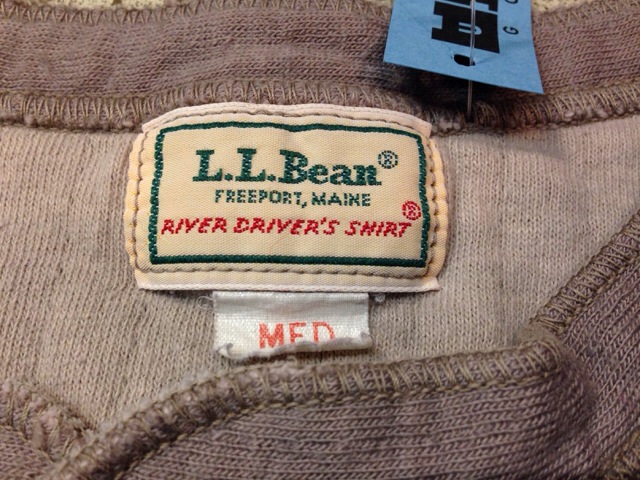 L.L.Bean®
FREEPORT, MAINE
RIVER DRIVER'S SHIRT®
MED